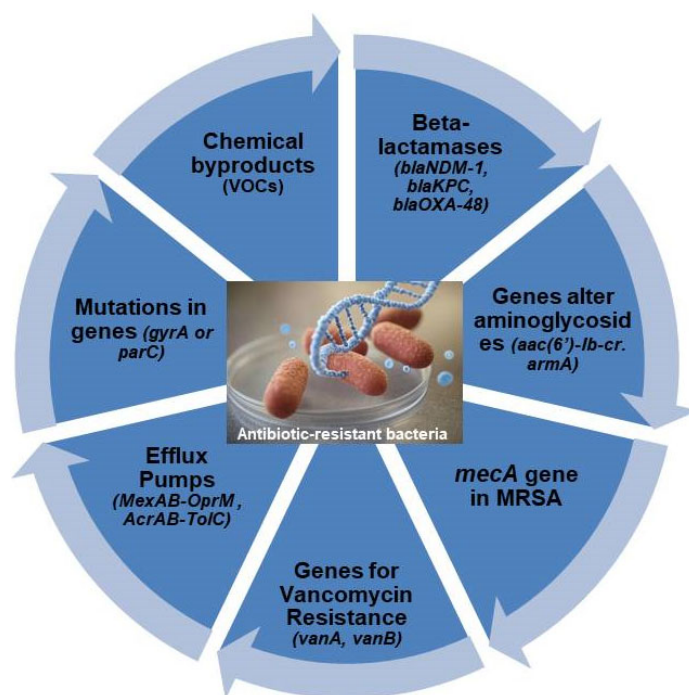 Chemical
byproducts
(VOCs)
Beta-
lactamases
(blaNDM-1,
blaKPC,
blaOXA-48)
Genes alter
aminoglycosid
es (aac(6’)-Ib-cr.
armA)
mecA gene
in MRSA
Genes for
Vancomycin
Resistance
(vanA, vanB)
Efflux
Pumps
(MexAB-OprM ,
AcrAB-TolC)
Mutations in
genes (gyrA or
parC)
Antibiotic-resistant bacteria